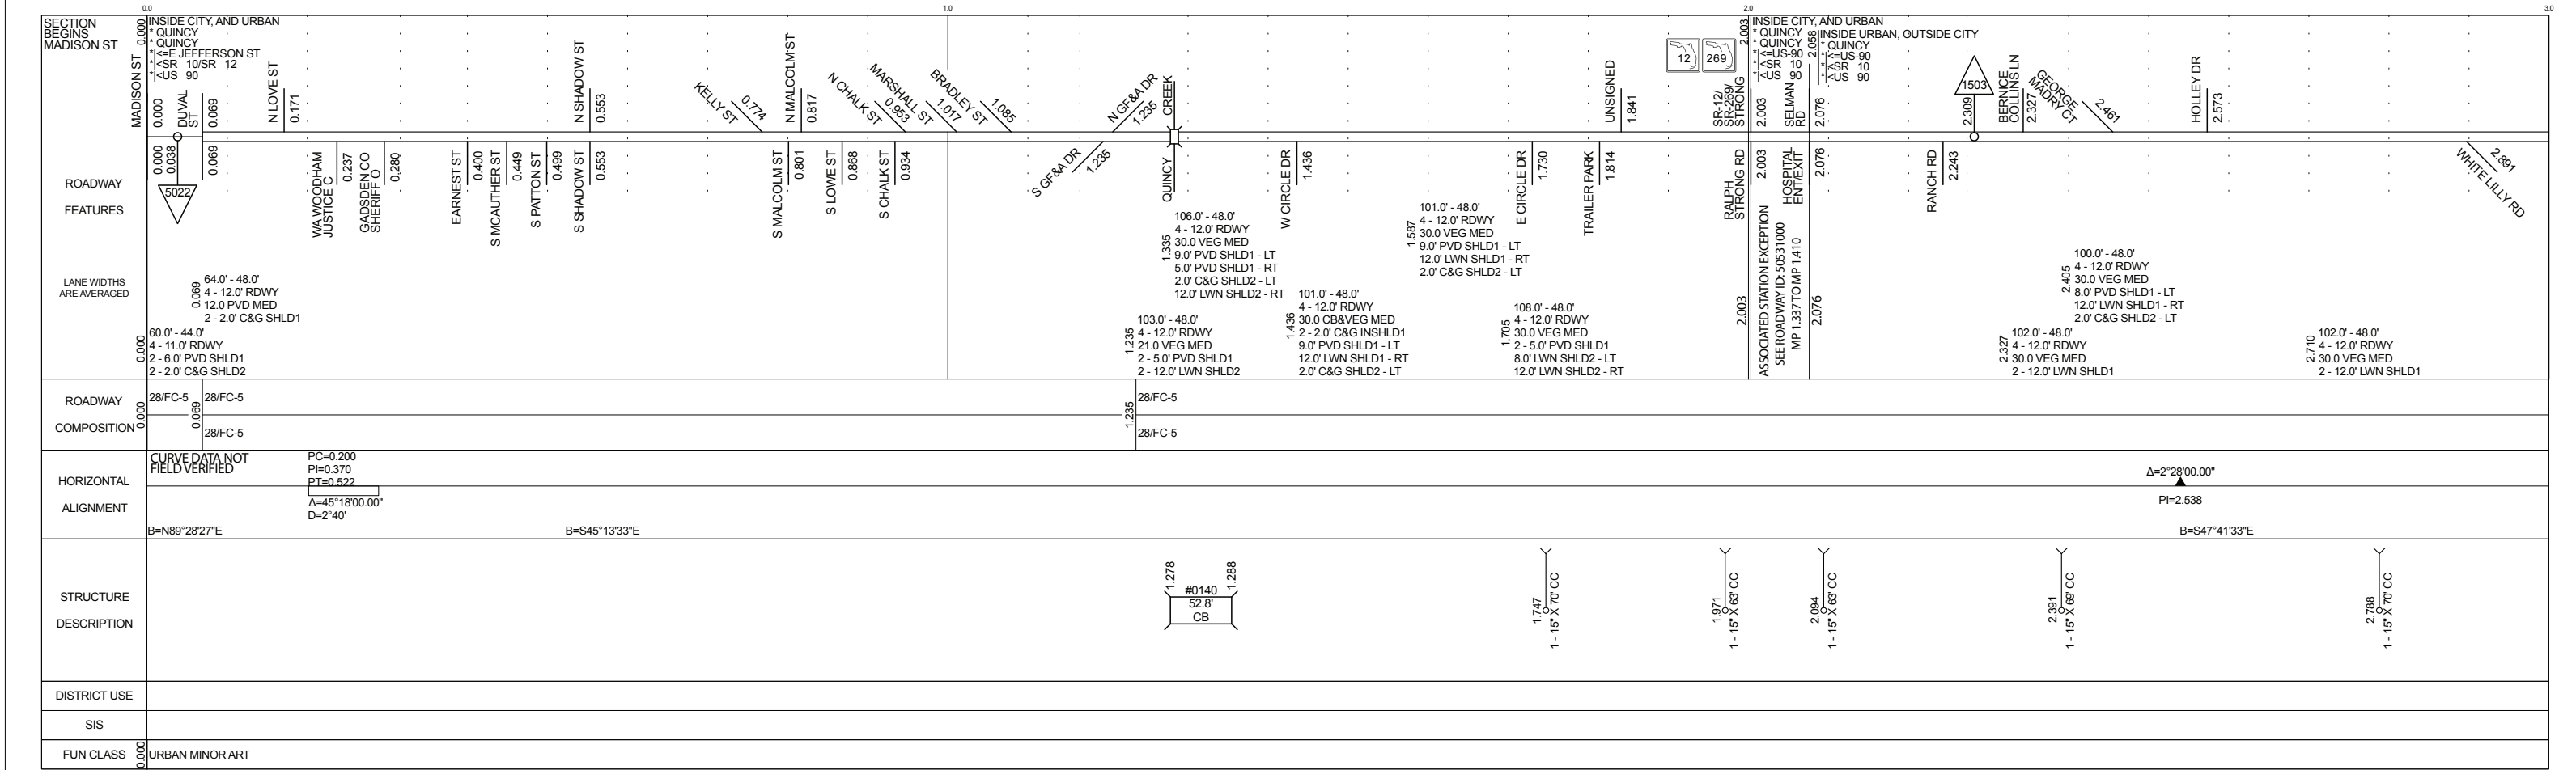 0.0
1.0
2.0
3.0
SECTION
BEGINS
MADISON ST
0.000
INSIDE CITY, AND URBAN
* QUINCY
* QUINCY
*|<=E JEFFERSON ST
*|<SR 10/SR 12
*|<US 90
2.003
INSIDE CITY, AND URBAN
* QUINCY
* QUINCY
*|<=US-90
*|<SR 10
*|<US 90
2.058
INSIDE URBAN, OUTSIDE CITY
* QUINCY
*|<=US-90
*|<SR 10
*|<US 90
12
269
MADISON ST
0.000
DUVAL
ST
0.069
N LOVE ST
0.171
N SHADOW ST
0.553
KELLY ST
0.774
N MALCOLM ST
0.817
N CHALK ST
0.953
MARSHALL ST
1.017
BRADLEY ST
1.085
N GF&A DR
1.235
CREEK
UNSIGNED
1.841
SR-12/
SR-269/
STRONG
2.003
SELMAN
RD
2.076
1503
2.309
BERNICE
COLLINS LN
2.327
GEORGE
MADRY CT
2.461
HOLLEY DR
2.573
ROADWAY
FEATURES
0.000
0.038
5022
0.069
WA WOODHAM
JUSTICE C
0.237
GADSDEN CO
SHERIFF O
0.280
EARNEST ST
0.400
S MCAUTHER ST
0.449
S PATTON ST
0.499
S SHADOW ST
0.553
S MALCOLM ST
0.801
S LOWE ST
0.868
S CHALK ST
0.934
S GF&A DR
1.235
QUINCY
W CIRCLE DR
1.436
E CIRCLE DR
1.730
TRAILER PARK
1.814
RALPH
STRONG RD
2.003
HOSPITAL
ENT/EXIT
2.076
RANCH RD
2.243
WHITE LILLY RD
2.891
LANE WIDTHS
ARE AVERAGED
0.000
60.0' - 44.0'
4 - 11.0' RDWY
2 - 6.0' PVD SHLD1
2 - 2.0' C&G SHLD2
0.069
64.0' - 48.0'
4 - 12.0' RDWY
12.0 PVD MED
2 - 2.0' C&G SHLD1
1.235
103.0' - 48.0'
4 - 12.0' RDWY
21.0 VEG MED
2 - 5.0' PVD SHLD1
2 - 12.0' LWN SHLD2
1.335
106.0' - 48.0'
4 - 12.0' RDWY
30.0 VEG MED
9.0' PVD SHLD1 - LT
5.0' PVD SHLD1 - RT
2.0' C&G SHLD2 - LT
12.0' LWN SHLD2 - RT
1.436
101.0' - 48.0'
4 - 12.0' RDWY
30.0 CB&VEG MED
2 - 2.0' C&G INSHLD1
9.0' PVD SHLD1 - LT
12.0' LWN SHLD1 - RT
2.0' C&G SHLD2 - LT
1.587
101.0' - 48.0'
4 - 12.0' RDWY
30.0 VEG MED
9.0' PVD SHLD1 - LT
12.0' LWN SHLD1 - RT
2.0' C&G SHLD2 - LT
1.705
108.0' - 48.0'
4 - 12.0' RDWY
30.0 VEG MED
2 - 5.0' PVD SHLD1
8.0' LWN SHLD2 - LT
12.0' LWN SHLD2 - RT
2.003
ASSOCIATED STATION EXCEPTION
SEE ROADWAY ID: 50531000
MP 1.337 TO MP 1.410
2.076
2.327
102.0' - 48.0'
4 - 12.0' RDWY
30.0 VEG MED
2 - 12.0' LWN SHLD1
2.405
100.0' - 48.0'
4 - 12.0' RDWY
30.0 VEG MED
8.0' PVD SHLD1 - LT
12.0' LWN SHLD1 - RT
2.0' C&G SHLD2 - LT
2.710
102.0' - 48.0'
4 - 12.0' RDWY
30.0 VEG MED
2 - 12.0' LWN SHLD1
ROADWAY
COMPOSITION
0.000
28/FC-5
0.069
28/FC-5
28/FC-5
1.235
28/FC-5
28/FC-5
HORIZONTAL
ALIGNMENT
CURVE DATA NOT
FIELD VERIFIED
PC=0.200
PI=0.370
PT=0.522
Δ=45°18'00.00"
D=2°40'
B=N89°28'27"E
B=S45°13'33"E
Δ=2°28'00.00"
PI=2.538
B=S47°41'33"E
STRUCTURE
DESCRIPTION
1.278
1.288
#0140
52.8'
CB
1.747
1 - 15" X 70' CC
1.971
1 - 15" X 63' CC
2.094
1 - 15" X 63' CC
2.391
1 - 15" X 69' CC
2.788
1 - 15" X 70' CC
DISTRICT USE
SIS
FUN CLASS
0.000
URBAN MINOR ART